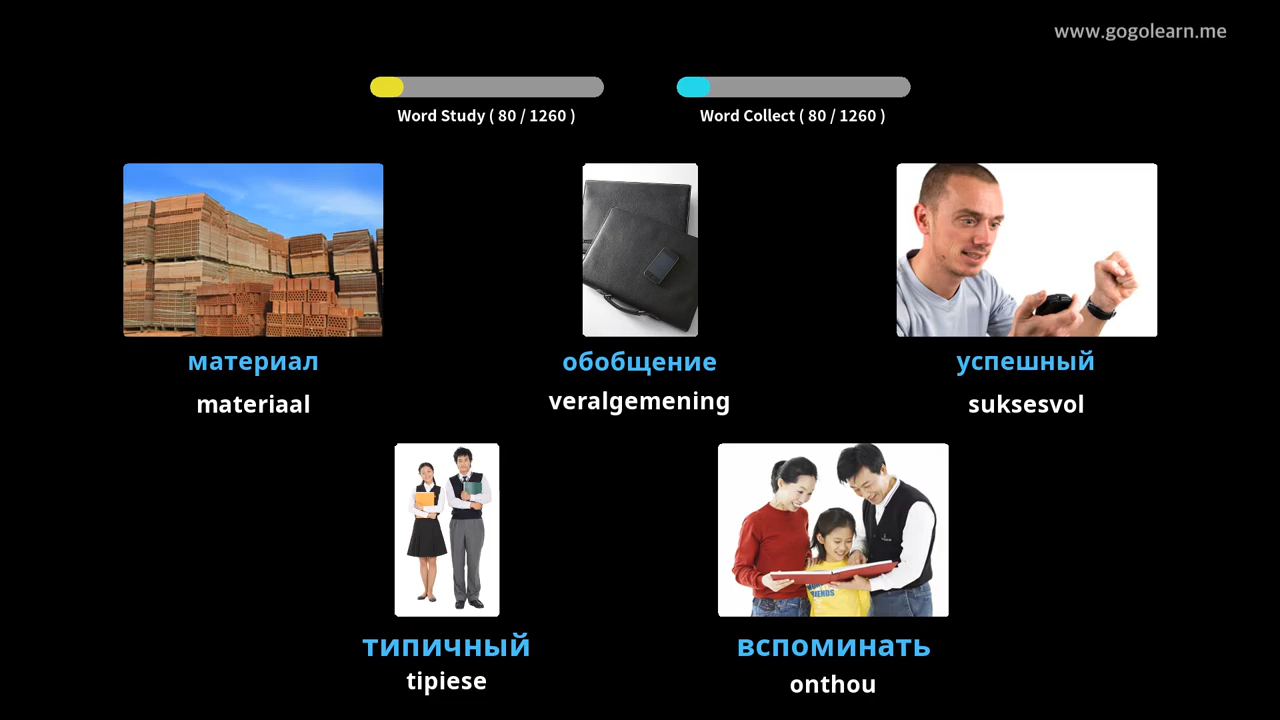 www.gogolearn.me
Word Study ( 80 / 1260 )
Word Collect ( 80 / 1260 )
материал
обобщение
успешный
materiaal
veralgemening
suksesvol
типичный
вспоминать
tipiese
onthou